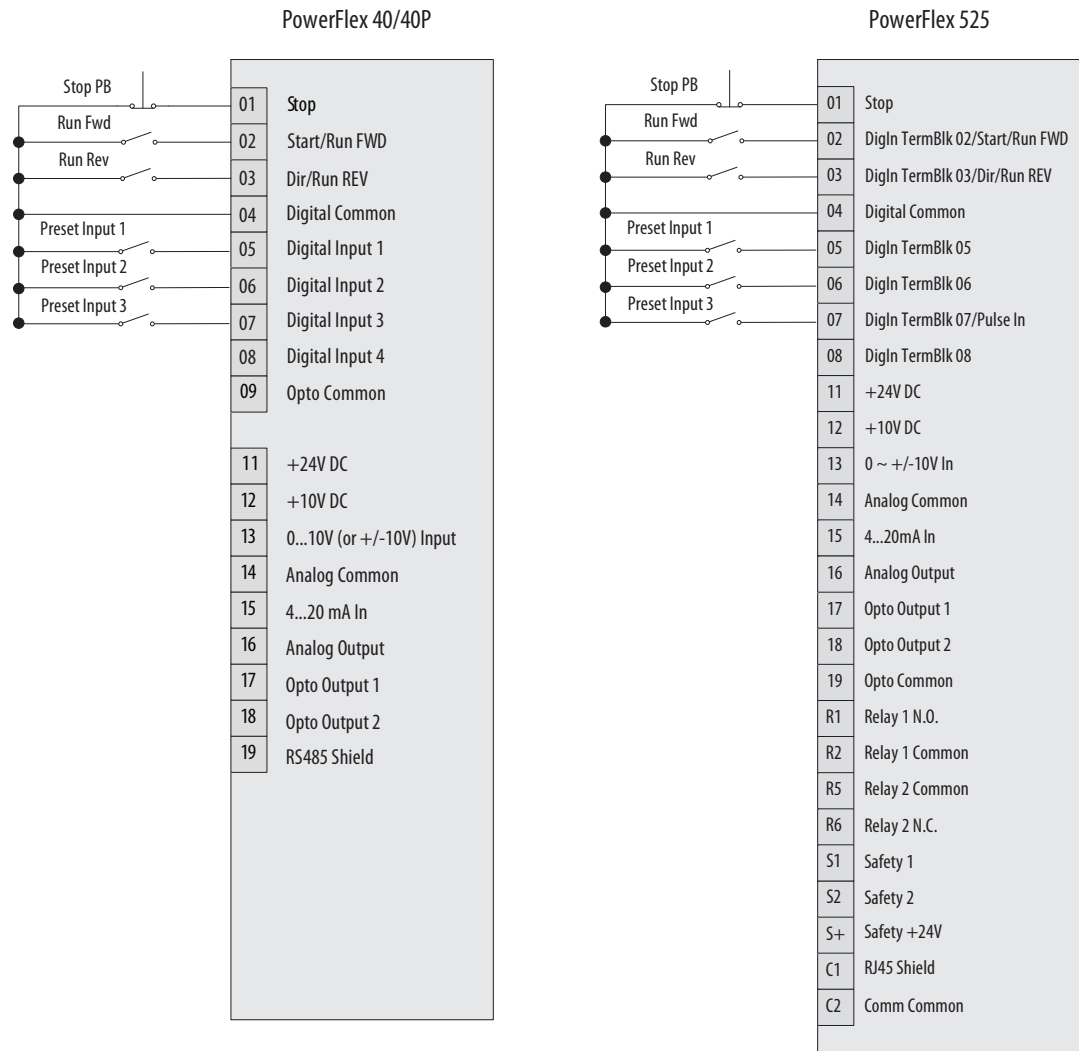 PowerFlex 40/40P
Stop PB
Run Fwd
Run Rev
Preset Input 1
Preset Input 2
Preset Input 3
01 Stop
02 Start/Run FWD
03 Dir/Run REV
04 Digital Common
05 Digital Input 1
06 Digital Input 2
07 Digital Input 3
08 Digital Input 4
09 Opto Common
11 +24V DC
12 +10V DC
13 0...10V (or +/-10V) Input
14 Analog Common
15 4...20 mA In
16 Analog Output
17 Opto Output 1
18 Opto Output 2
19 RS485 Shield
PowerFlex 525
Stop PB
Run Fwd
Run Rev
Preset Input 1
Preset Input 2
Preset Input 3
01 Stop
02 DigIn TermBlk 02/Start/Run FWD
03 DigIn TermBlk 03/Dir/Run REV
04 Digital Common
05 DigIn TermBlk 05
06 DigIn TermBlk 06
07 DigIn TermBlk 07/Pulse In
08 DigIn TermBlk 08
11 +24V DC
12 +10V DC
13 0 ~ +/-10V In
14 Analog Common
15 4...20mA In
16 Analog Output
17 Opto Output 1
18 Opto Output 2
19 Opto Common
R1 Relay 1 N.O.
R2 Relay 1 Common
R5 Relay 2 Common
R6 Relay 2 N.C.
S1 Safety 1
S2 Safety 2
S+ Safety +24V
C1 RJ45 Shield
C2 Comm Common